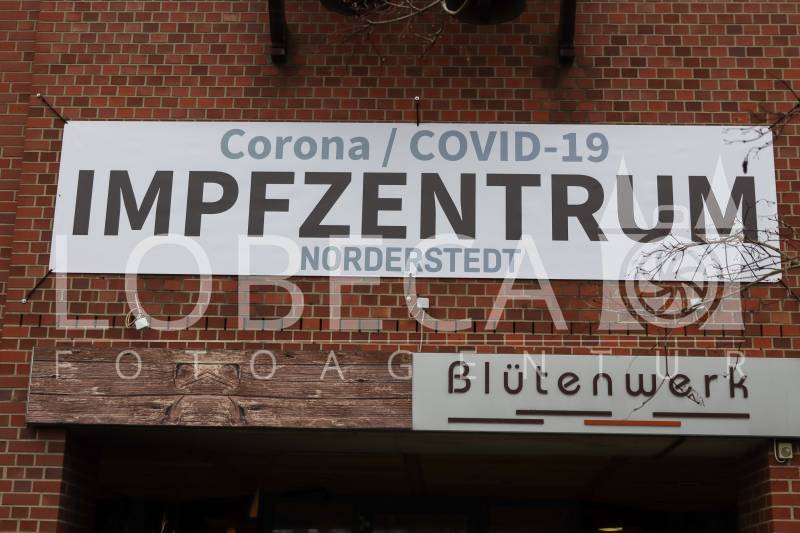 Corona / COVID-19
IMPFZENTRUM
NORDERSTEDT
LOBECA
FOTOAGENTUR
Blütenwerk